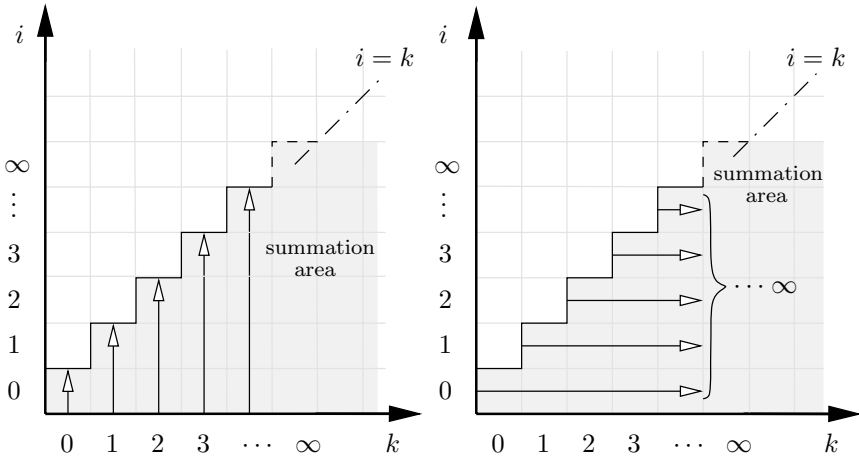 i
i = k
∞
⋮
3
2
1
0
summation
area
0 1 2 3 ⋯ ∞ k
i
i = k
∞
⋮
3
2
1
0
summation
area
⋯ ∞
0 1 2 3 ⋯ ∞ k